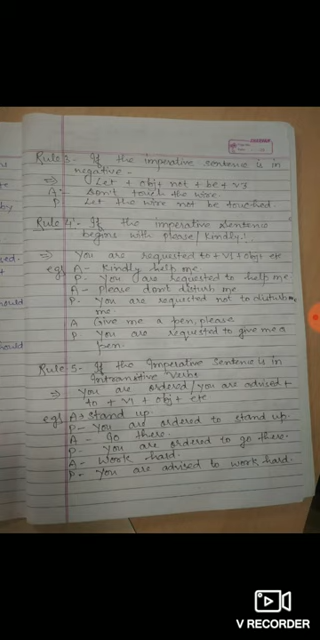 Rule 3 - If the imperative sentence is in
negative -
⇒ Let + obj + not + be + V3
A:- Don't touch the wire
P. Let the wire not be touched.
Rule 4 - If the imperative sentence
begins with please/kindly.
⇒ You are requested to + V1 + obj + etc
eg:- A - Kindly help me
P. You are requested to help me
A - Please don't disturb me
P. You are requested not to disturb
me.
A Give me a pen, please
P You are requested to give me a
pen.
Rule 5 - If the Imperative Sentence is in
Intransitive Verbs
⇒ You are ordered/you are advised +
to + V1 + obj + etc
eg:- A → Stand up
P - You are ordered to stand up.
A - Go there
P. You are ordered to go there.
A - Work hard.
P - You are advised to work hard.
V RECORDER